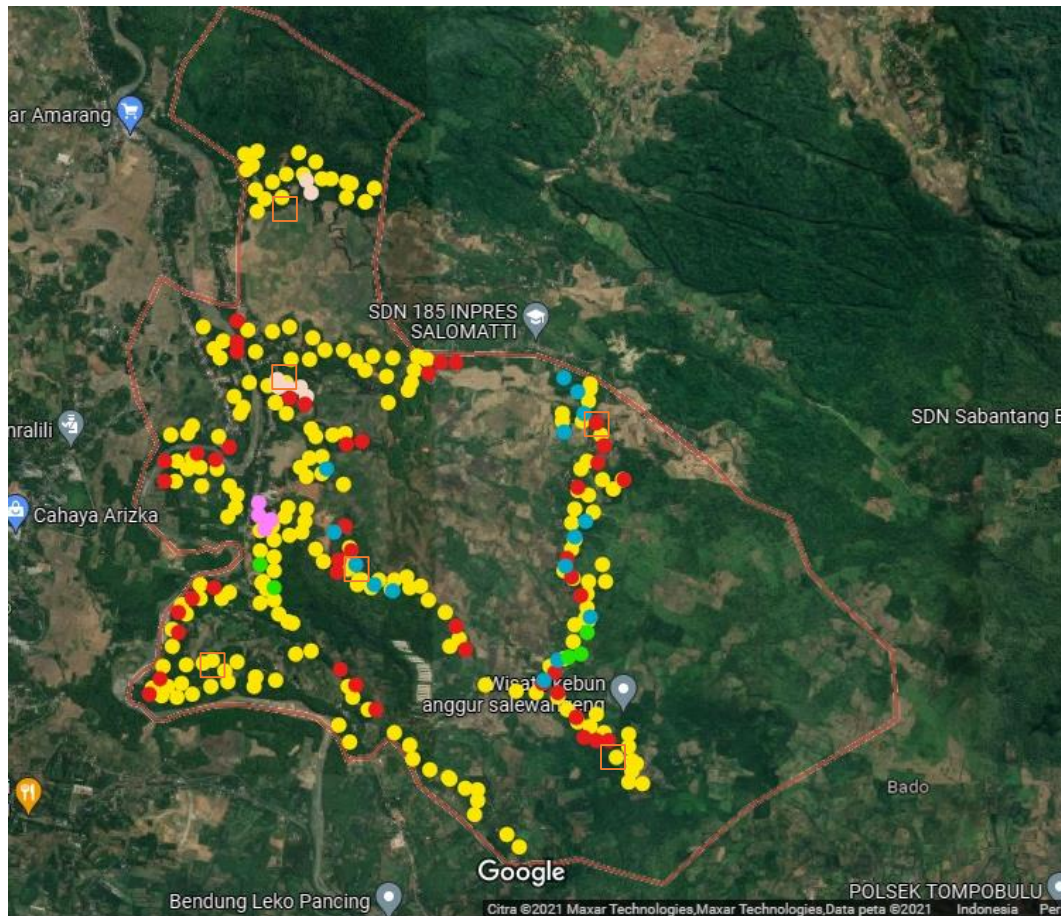 ar Amarang
SDN 185 INPRES
SALOMATTI
SDN Sabantang B
nralili
Cahaya Arizka
Wisata Kebun
anggur salewangeng
Bado
Google
Bendung Leko Pancing
POLSEK TOMPOBULU
Citra ©2021 Maxar Technologies,Maxar Technologies,Data peta ©2021 Indonesia Pe